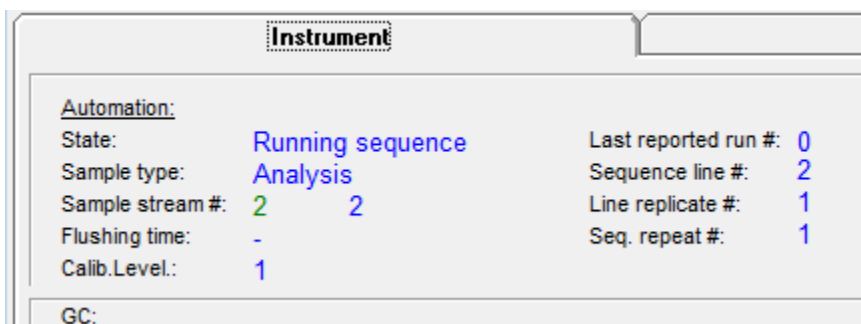 Instrument
Automation:
State: Running sequence Last reported run #: 0
Sample type: Analysis Sequence line #: 2
Sample stream #: 2 2 Line replicate #: 1
Flushing time: - Seq. repeat #: 1
Calib.Level.: 1
GC: